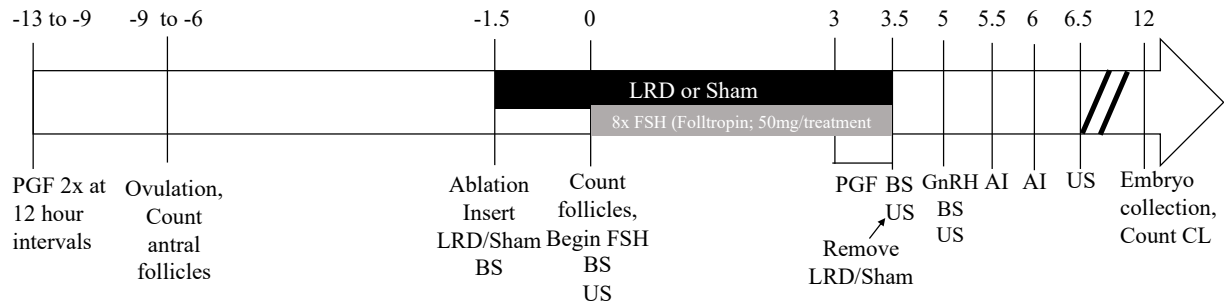 -13 to -9
-9 to -6
-1.5
0
3
3.5
5
5.5
6
6.5
12
LRD or Sham
8x FSH (Folltropin; 50mg/treatment
PGF 2x at
12 hour
intervals
Ovulation,
Count
antral
follicles
Ablation
Insert
LRD/Sham
BS
Count
follicles,
Begin FSH
BS
US
PGF
BS
US
Remove
LRD/Sham
GnRH
BS
US
AI
AI
US
Embryo
collection,
Count CL